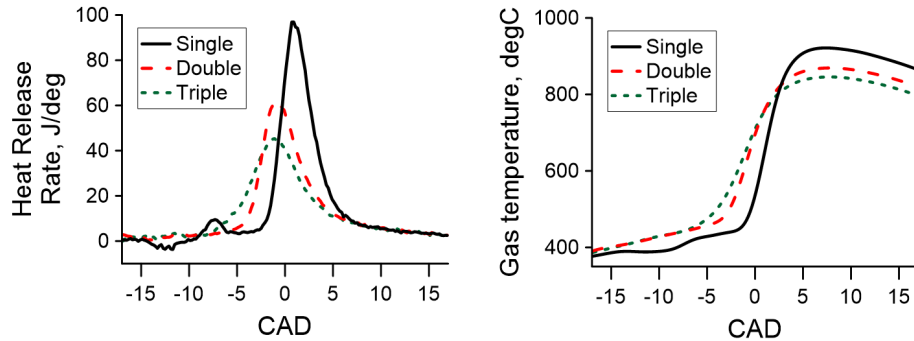 100
80
60
40
20
0
Heat Release
Rate, J/deg
Single
Double
Triple
-15
-10
-5
0
5
10
15
CAD
1000
800
600
400
Gas temperature, degC
Single
Double
Triple
-15
-10
-5
0
5
10
15
CAD